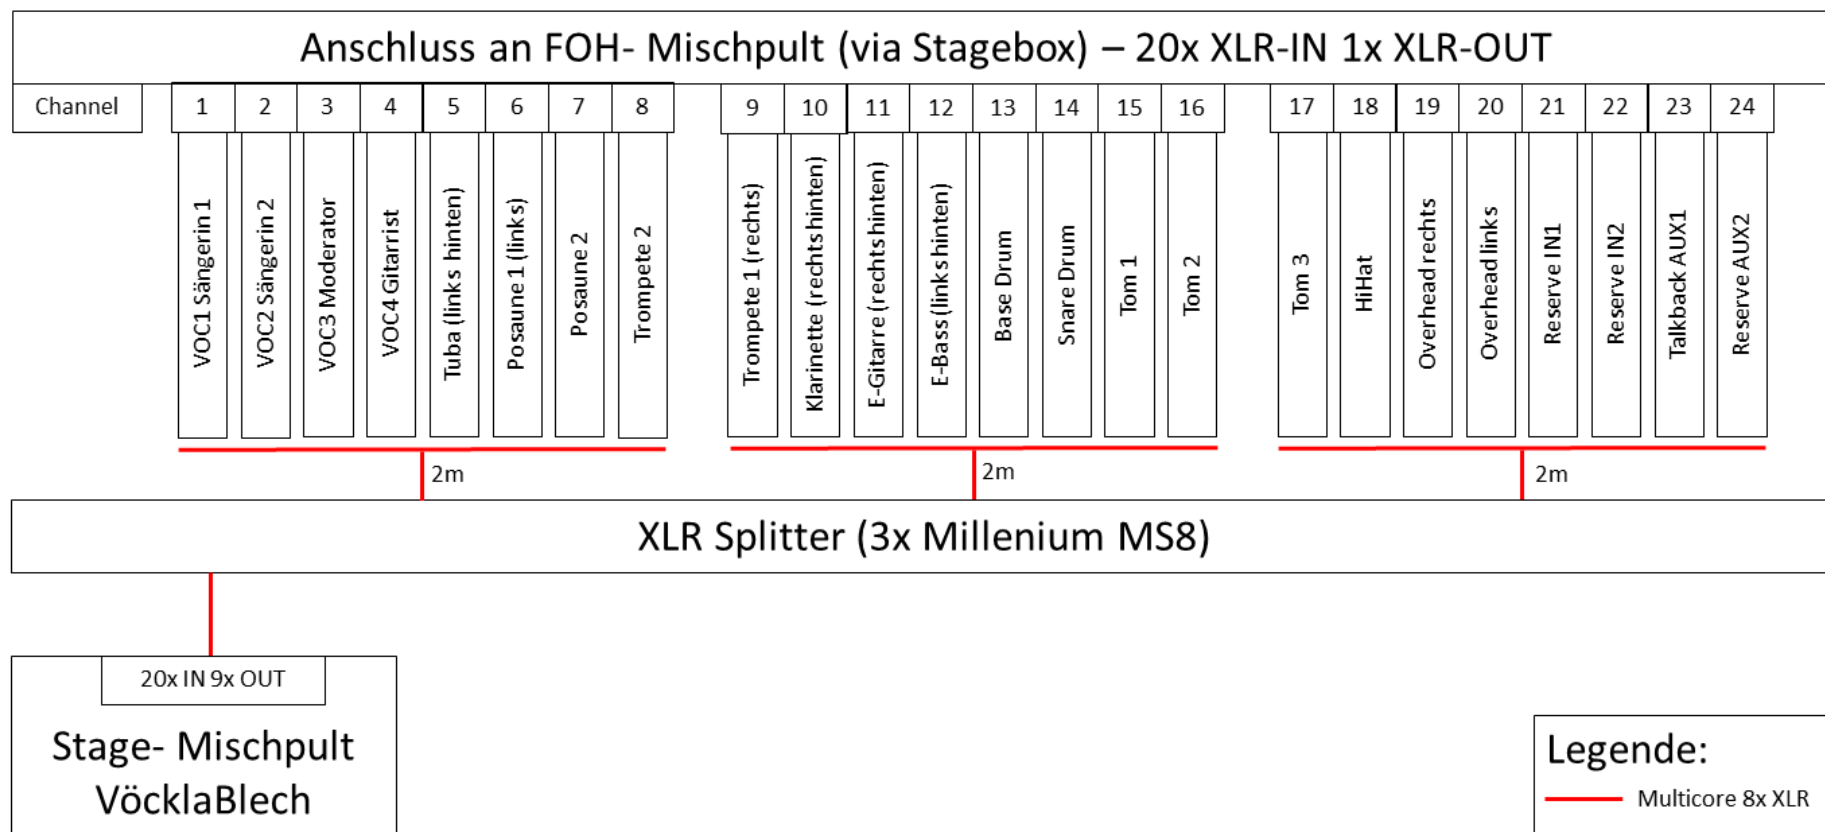 Anschluss an FOH- Mischpult (via Stagebox) – 20x XLR-IN 1x XLR-OUT
Channel 1 2 3 4 5 6 7 8 9 10 11 12 13 14 15 16 17 18 19 20 21 22 23 24
VOC1 Sängerin 1
VOC2 Sängerin 2
VOC3 Moderator
VOC4 Gitarrist
Tuba (links hinten)
Posaune 1 (links)
Posaune 2
Trompete 2
Trompete 1 (rechts)
Klarinette (rechts hinten)
E-Gitarre (rechts hinten)
E-Bass (links hinten)
Base Drum
Snare Drum
Tom 1
Tom 2
Tom 3
HiHat
Overhead rechts
Overhead links
Reserve IN1
Reserve IN2
Talkback AUX1
Reserve AUX2
2m 2m 2m
XLR Splitter (3x Millenium MS8)
20x IN 9x OUT
Stage- Mischpult
VöcklaBlech
Legende:
Multicore 8x XLR